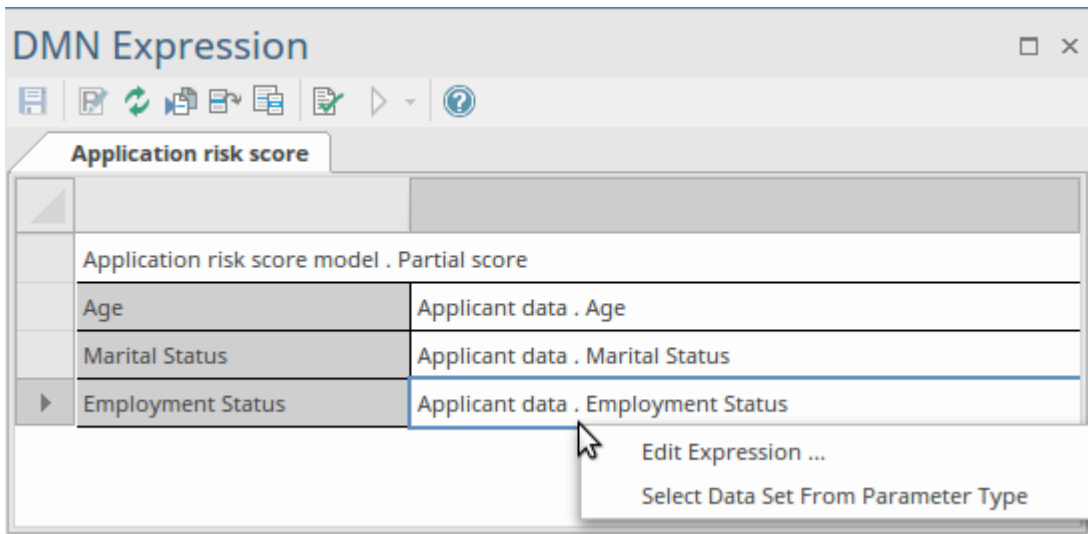 DMN Expression
Application risk score
Application risk score model . Partial score
Age
Applicant data . Age
Marital Status
Applicant data . Marital Status
Employment Status
Applicant data . Employment Status
Edit Expression ...
Select Data Set From Parameter Type